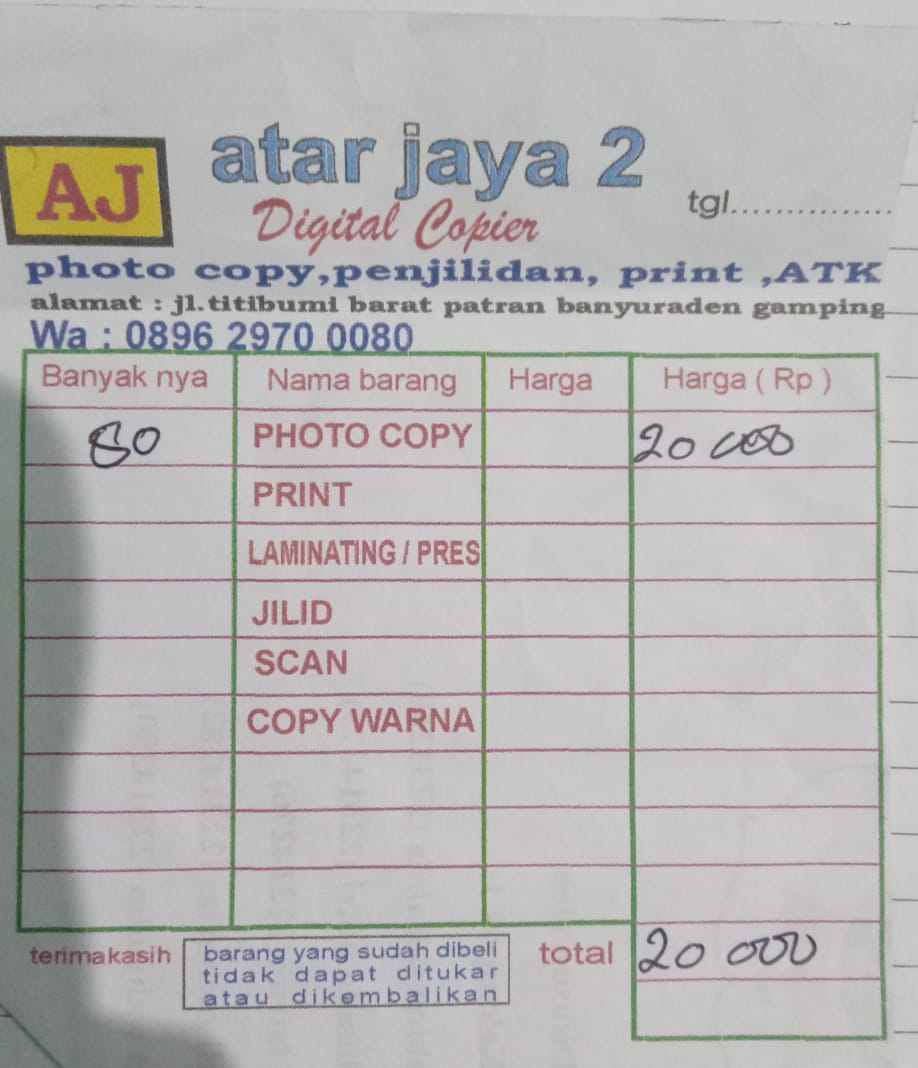 AJ
atar jaya 2
Digital Copier
tgl...............
photo copy,penjilidan, print ,ATK
alamat : jl.titibumi barat patran banyuraden gamping
Wa : 0896 2970 0080
Banyak nya Nama barang Harga Harga ( Rp )
80 PHOTO COPY 20 000
PRINT
LAMINATING / PRES
JILID
SCAN
COPY WARNA
terimakasih
barang yang sudah dibeli
tidak dapat ditukar
atau dikembalikan
total 20 000